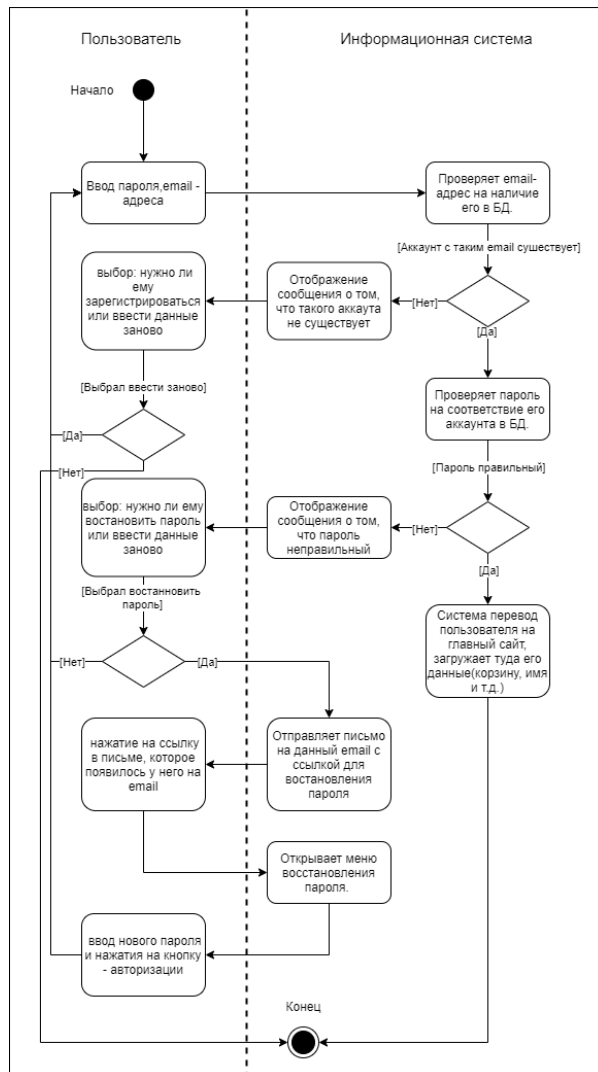 Пользователь
Информационная система
Начало
Ввод пароля,email -
адреса
Проверяет email-
адрес на наличие
его в БД.
[Аккаунт с таким email сушествует]
выбор: нужно ли
ему
зарегистрироваться
или ввести данные
заново
Отображение
сообщения о том,
что такого аккаунта
не существует
[Нет]
[Да]
[Выбрал ввести заново]
Проверяет пароль
на соответствие его
аккаунта в БД.
[Да]
[Нет]
[Пароль правильный]
выбор: нужно ли ему
востановить пароль
или ввести данные
заново
Отображение
сообщения о том,
что пароль
неправильный
[Нет]
[Да]
[Выбрал востанновить
пароль]
Система перевод
пользователя на
главный сайт,
загружает туда его
данные(корзину, имя
и т.д.)
[Нет]
[Да]
нажатие на ссылку
в письме, которое
появилось у него на
email
Отправляет письмо
на данный email с
ссылкой для
востановления
пароля
Открывает меню
восстановления
пароля.
ввод нового пароля
и нажатия на кнопку
- авторизации
Конец